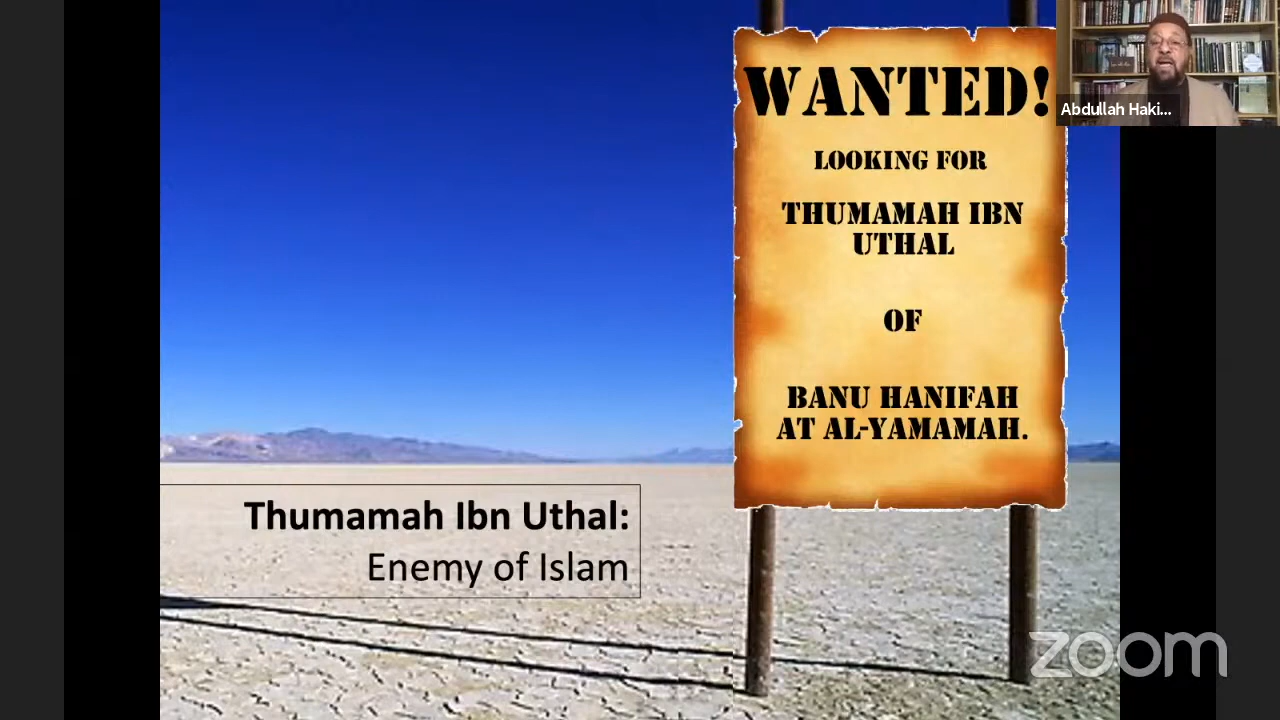 WANTED!
LOOKING FOR
THUMAMAH IBN
UTHAL
OF
BANU HANIFAH
AT AL-YAMAMAH.
Abdullah Haki...
Thumamah Ibn Uthal:
Enemy of Islam
zoom